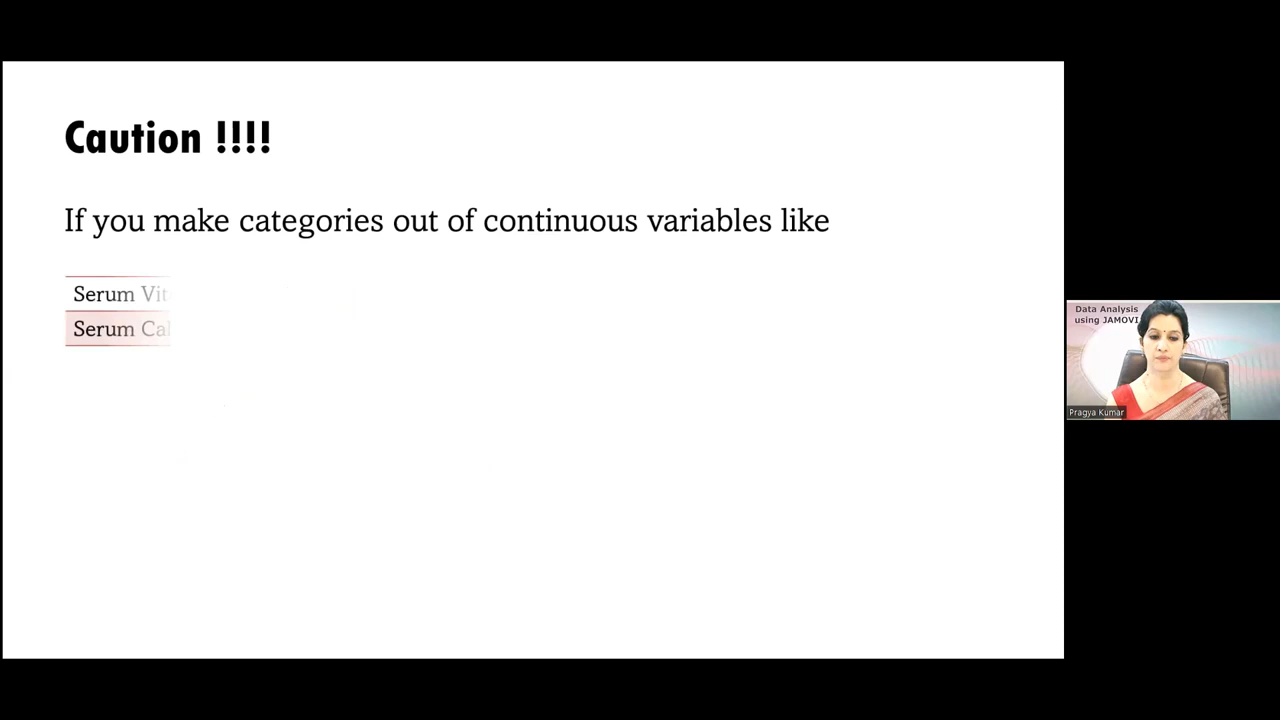 Caution !!!!
If you make categories out of continuous variables like
Serum
Serum
Data Analysis
using JAMOVI
Pragya Kumar